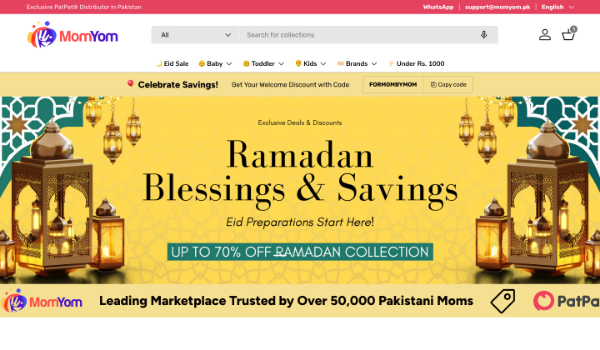 Exclusive PatPat® Distributor in Pakistan
WhatsApp
support@momyom.pk
English
MomYom
All
Search for collections
0
Eid Sale
Baby
Toddler
Kids
Brands
Under Rs. 1000
Celebrate Savings!
Get Your Welcome Discount with Code
FORMOMBYMOM
Copy code
Exclusive Deals & Discounts
Ramadan
Blessings & Savings
Eid Preparations Start Here!
UP TO 70% OFF RAMADAN COLLECTION
MomYom
Leading Marketplace Trusted by Over 50,000 Pakistani Moms
PatPa